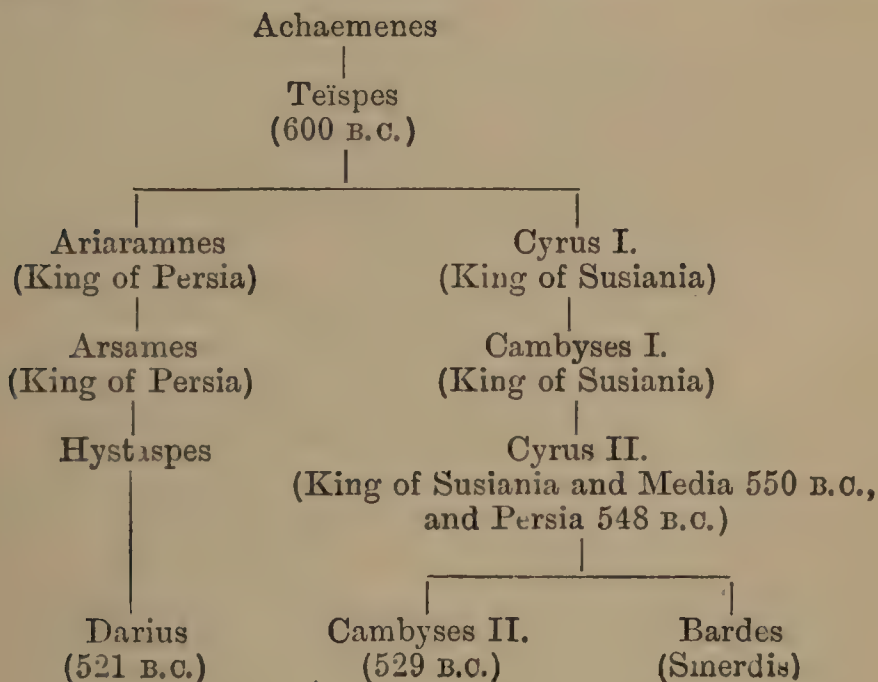 Achaemenes
Teïspes
(600 B.C.)
Ariaramnes
(King of Persia)
Cyrus I.
(King of Susiania)
Arsames
(King of Persia)
Cambyses I.
(King of Susiania)
Hystaspes
Cyrus II.
(King of Susiania and Media 550 B.C.,
and Persia 548 B.C.)
Darius
(521 B.C.)
Cambyses II.
(529 B.C.)
Bardes
(Smerdis)